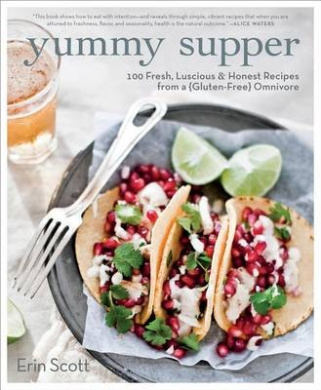 "This book shows how to eat with intention—and reveals through simple, vibrant recipes that when you are
attuned to freshness, flavor, and seasonality, health is the natural outcome." —ALICE WATERS
yummy supper
100 Fresh, Luscious & Honest Recipes
from a {Gluten-Free} Omnivore
Erin Scott